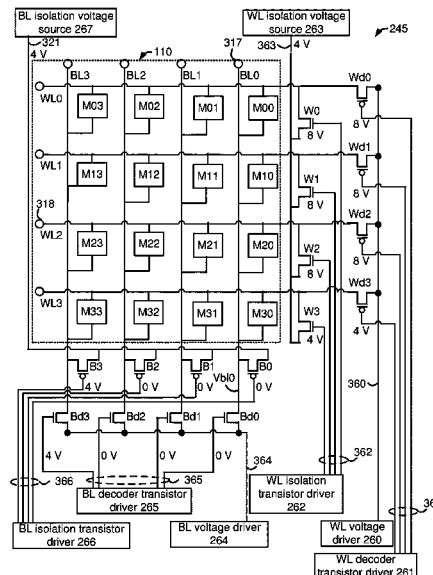 BL isolation voltage source 267
WL isolation voltage source 263
245
321
4 V
110
317
363
4 V
BL3
BL2
BL1
BL0
Wd0
WL0
M03
M02
M01
M00
W0
8 V
8 V
Wd1
WL1
M13
M12
M11
M10
W1
8 V
8 V
318
Wd2
WL2
M23
M22
M21
M20
W2
8 V
8 V
Wd3
WL3
M33
M32
M31
M30
W3
4 V
4 V
B3
B2
B1
B0
360
4 V
0 V
0 V
Vbl0
0 V
Bd3
Bd2
Bd1
Bd0
4 V
0 V
0 V
0 V
364
362
366
365
BL decoder transistor driver 265
WL isolation transistor driver 262
BL isolation transistor driver 266
BL voltage driver 264
WL voltage driver 260
WL decoder transistor driver 261